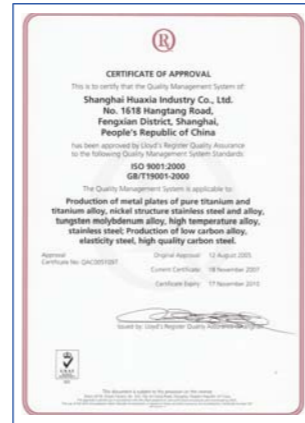 R
CERTIFICATE OF APPROVAL
This is to certify that the Quality Management System of:
Shanghai Huaxia Industry Co., Ltd.
No. 1618 Hangtang Road,
Fengxian District, Shanghai,
People's Republic of China
has been approved by Lloyd's Register Quality Assurance
to the following Quality Management System Standards:
ISO 9001:2000
GB/T19001-2000
The Quality Management System is applicable to:
Production of metal plates of pure titanium and
titanium alloy, nickel structure stainless steel and alloy,
tungsten molybdenum alloy, high temperature alloy,
stainless steel; Production of low carbon alloy,
elasticity steel, high quality carbon steel.
Approval
Certificate No:
Original Approval: 12 August 2005
Current Certificate: 18 November 2007
Certificate Expiry: 17 November 2010
Issued by: Lloyd's Register Quality Assurance